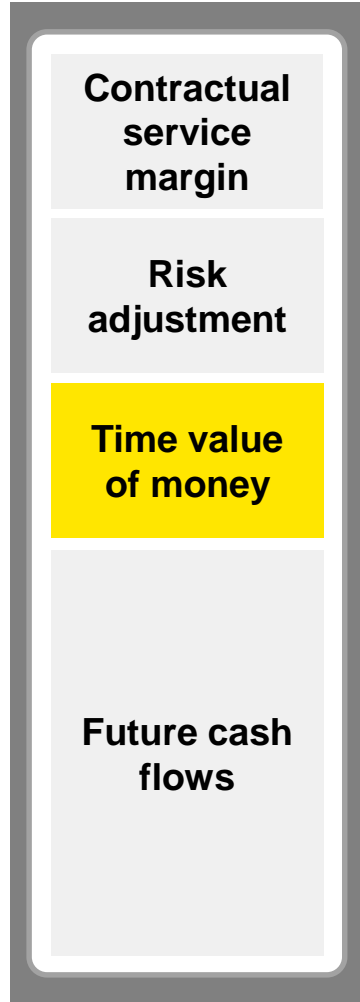 Contractual
service
margin
Risk
adjustment
Time value
of money
Future cash
flows